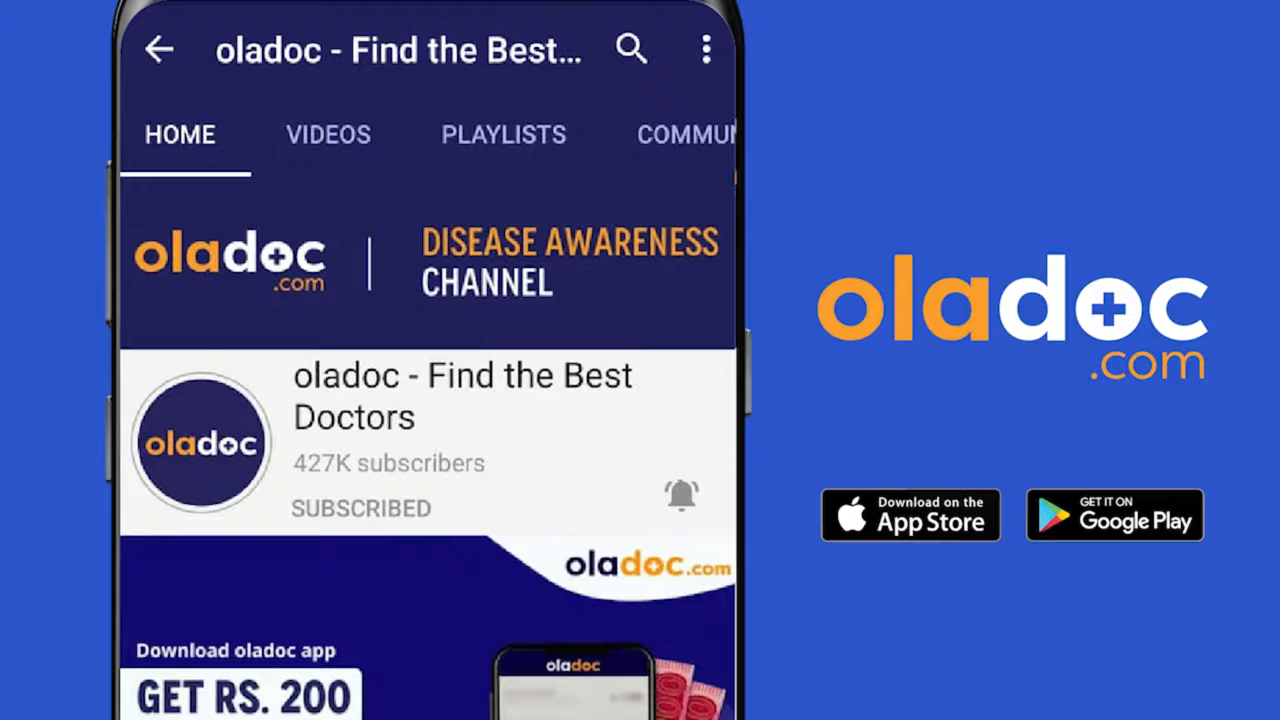 oladoc - Find the Best...
HOME VIDEOS PLAYLISTS COMMUN
oladoc
.com
DISEASE AWARENESS
CHANNEL
oladoc - Find the Best
Doctors
427K subscribers
SUBSCRIBED
oladoc
oladoc.com
Download oladoc app
GET RS. 200
oladoc
oladoc
.com
Download on the
App Store
GET IT ON
Google Play